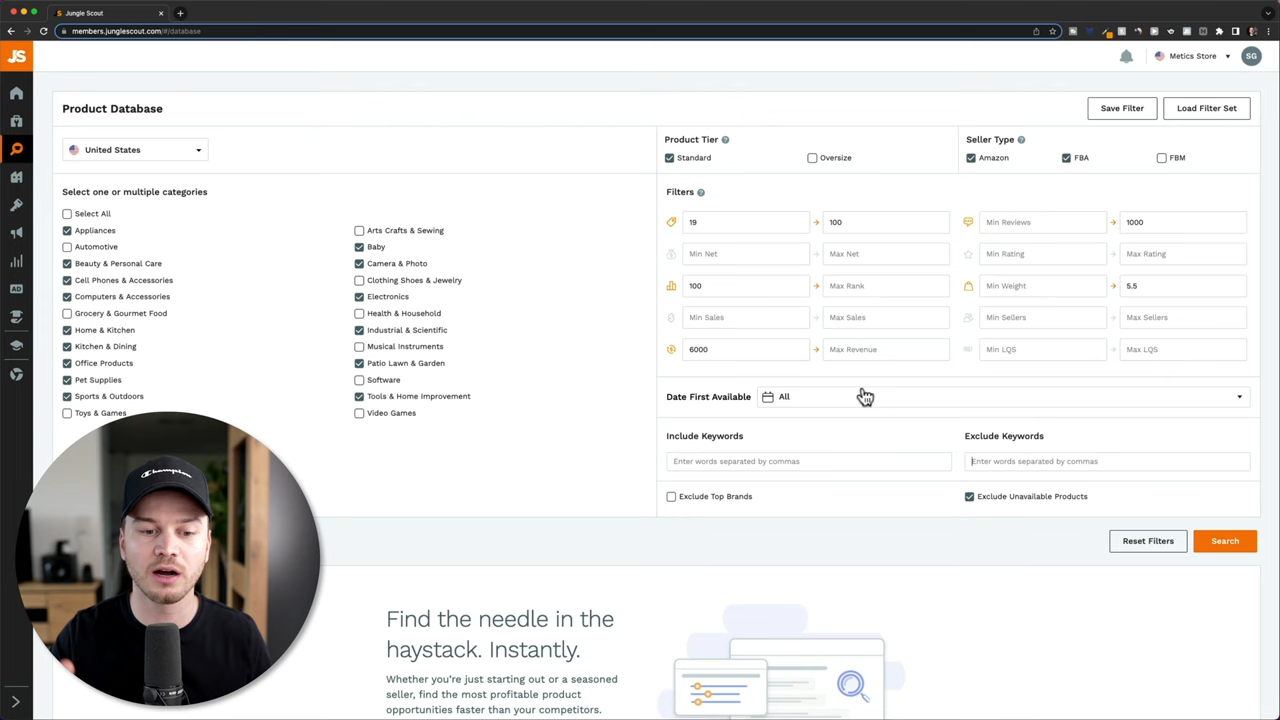 Jungle Scout
members.junglescout.com/#/database
JS
Metics Store
SG
Product Database
Save Filter
Load Filter Set
United States
Product Tier
Standard
Oversize
Seller Type
Amazon
FBA
FBM
Select one or multiple categories
Select All
Appliances
Automotive
Beauty & Personal Care
Cell Phones & Accessories
Computers & Accessories
Grocery & Gourmet Food
Home & Kitchen
Kitchen & Dining
Office Products
Pet Supplies
Sports & Outdoors
Toys & Games
Arts Crafts & Sewing
Baby
Camera & Photo
Clothing Shoes & Jewelry
Electronics
Health & Household
Industrial & Scientific
Musical Instruments
Patio Lawn & Garden
Software
Tools & Home Improvement
Video Games
Filters
19
100
Min Reviews
1000
Min Net
Max Net
Min Rating
Max Rating
100
Max Rank
Min Weight
5.5
Min Sales
Max Sales
Min Sellers
Max Sellers
6000
Max Revenue
Min LQS
Max LQS
Date First Available
All
Include Keywords
Exclude Keywords
Enter words separated by commas
Enter words separated by commas
Exclude Top Brands
Exclude Unavailable Products
Reset Filters
Search
AD
Champion
Find the needle in the
haystack. Instantly.
Whether you're just starting out or a seasoned
seller, find the most profitable product
opportunities faster than your competitors.